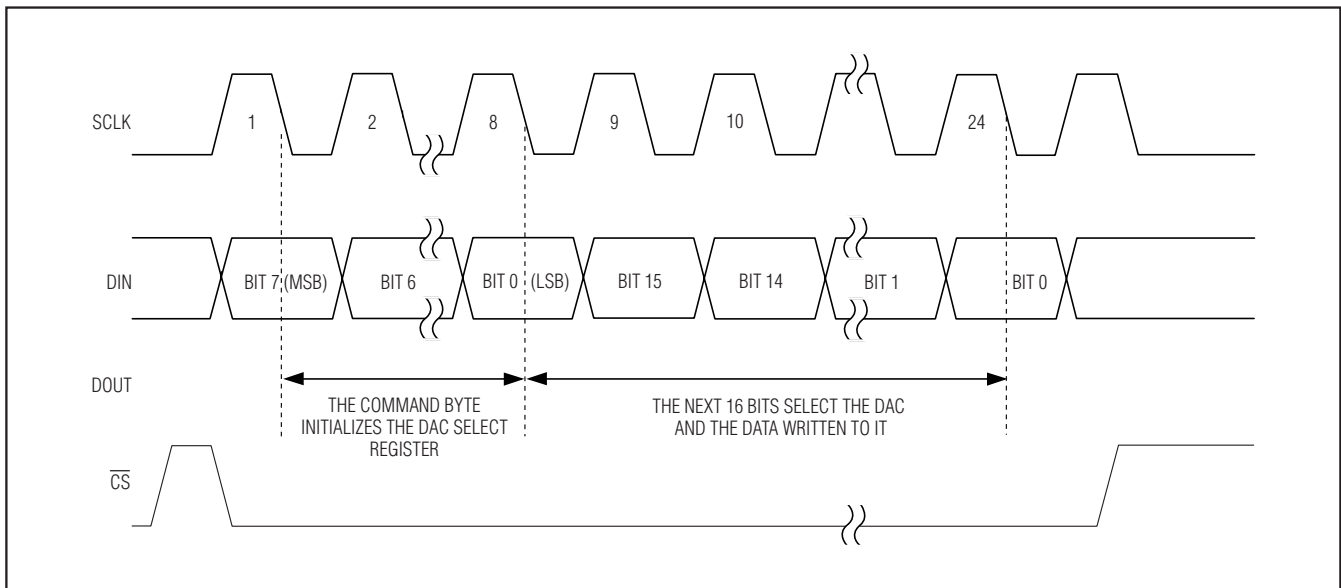 SCLK
1
2
8
9
10
24
DIN
BIT 7 (MSB)
BIT 6
BIT 0 (LSB)
BIT 15
BIT 14
BIT 1
BIT 0
DOUT
THE COMMAND BYTE
INITIALIZES THE DAC SELECT
REGISTER
THE NEXT 16 BITS SELECT THE DAC
AND THE DATA WRITTEN TO IT
CS